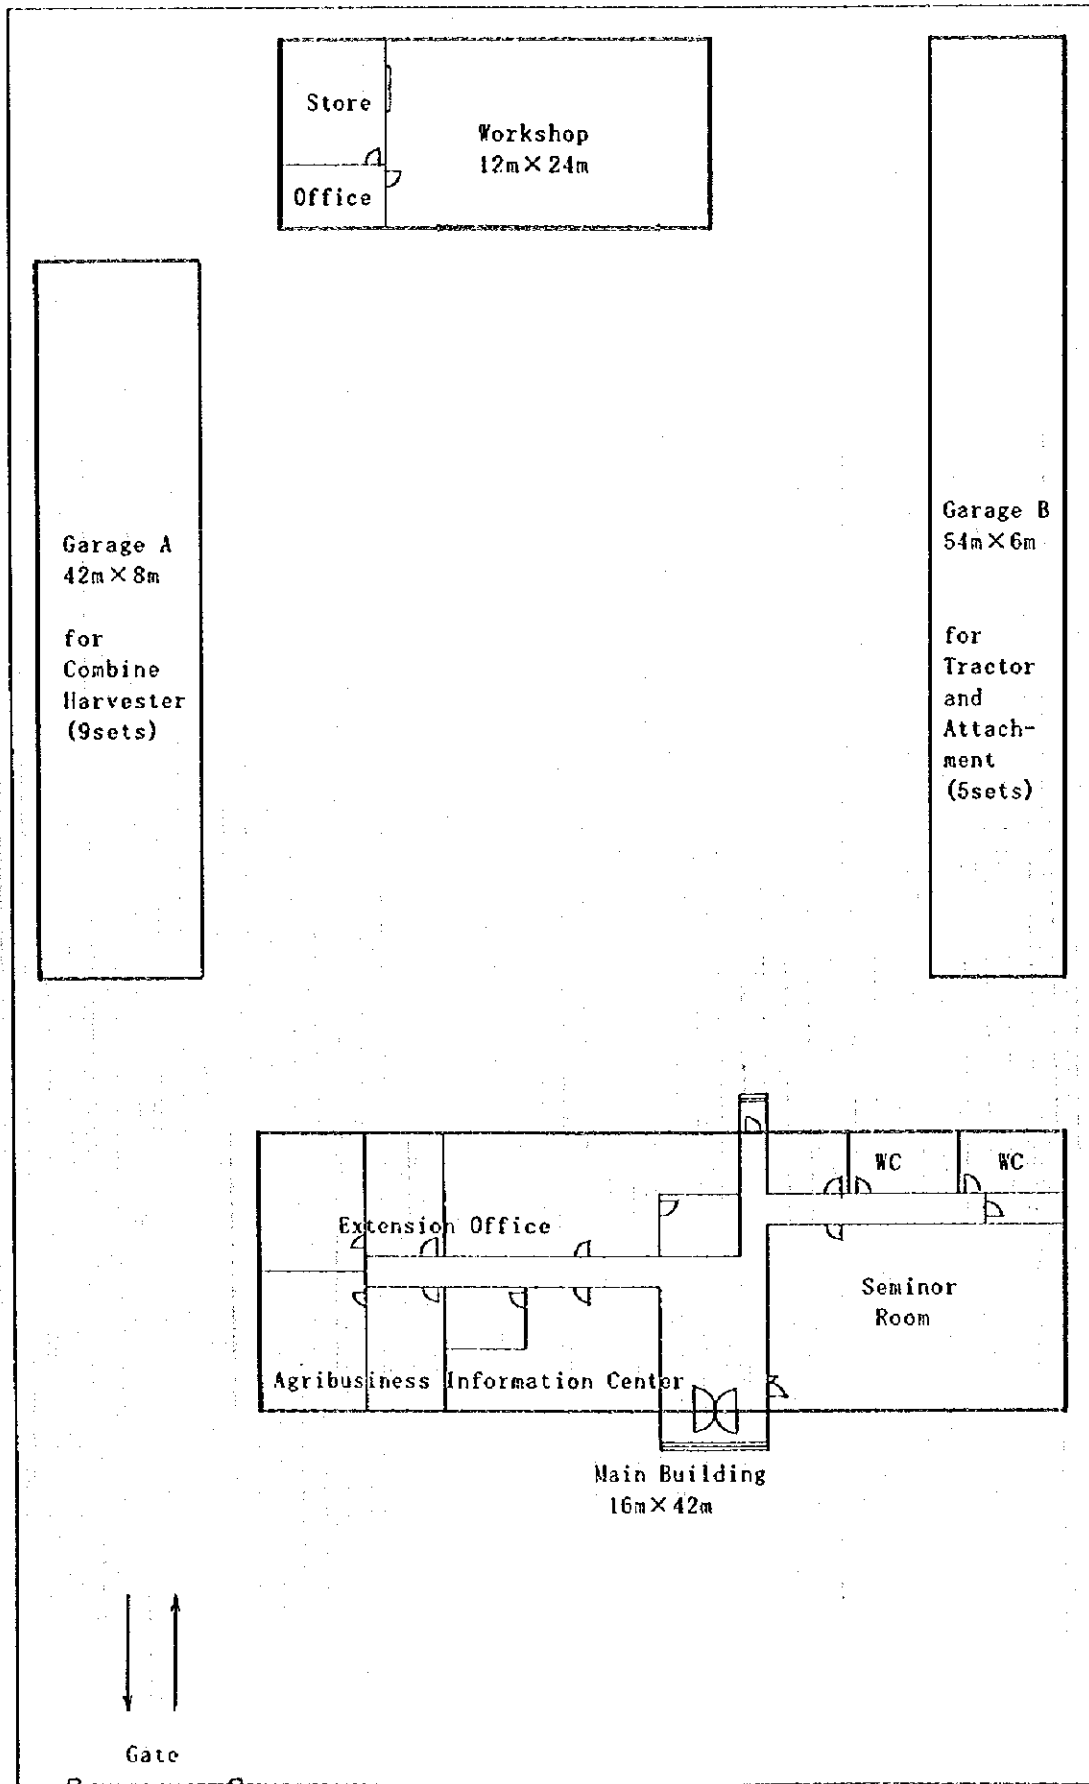 Store
Workshop
12m×24m
Office
Garage A
42m×8m
for
Combine
Harvester
(9sets)
Garage B
54m×6m
for
Tractor
and
Attach-
ment
(5sets)
WC
WC
Extension Office
Seminor
Room
Agribusiness Information Center
Main Building
16m×42m
Gate